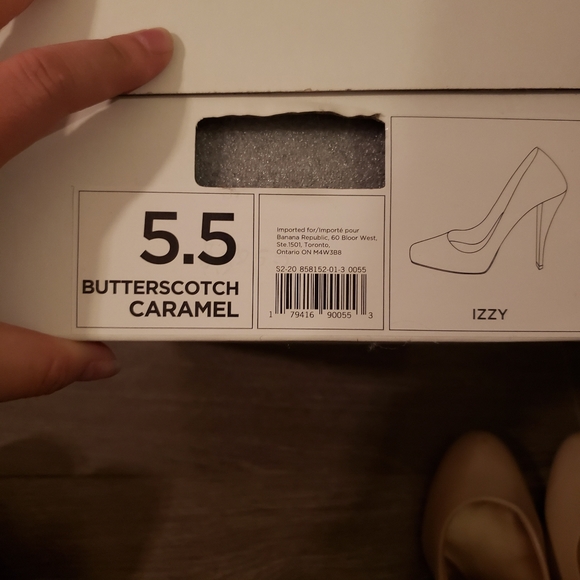 5.5
BUTTERSCOTCH
CARAMEL
Imported for/Importé pour
Banana Republic, 60 Bloor West,
Ste.1501, Toronto,
Ontario ON M4W3B8
S2-20 858152-01-3 0055
1 79416 90055 3
IZZY